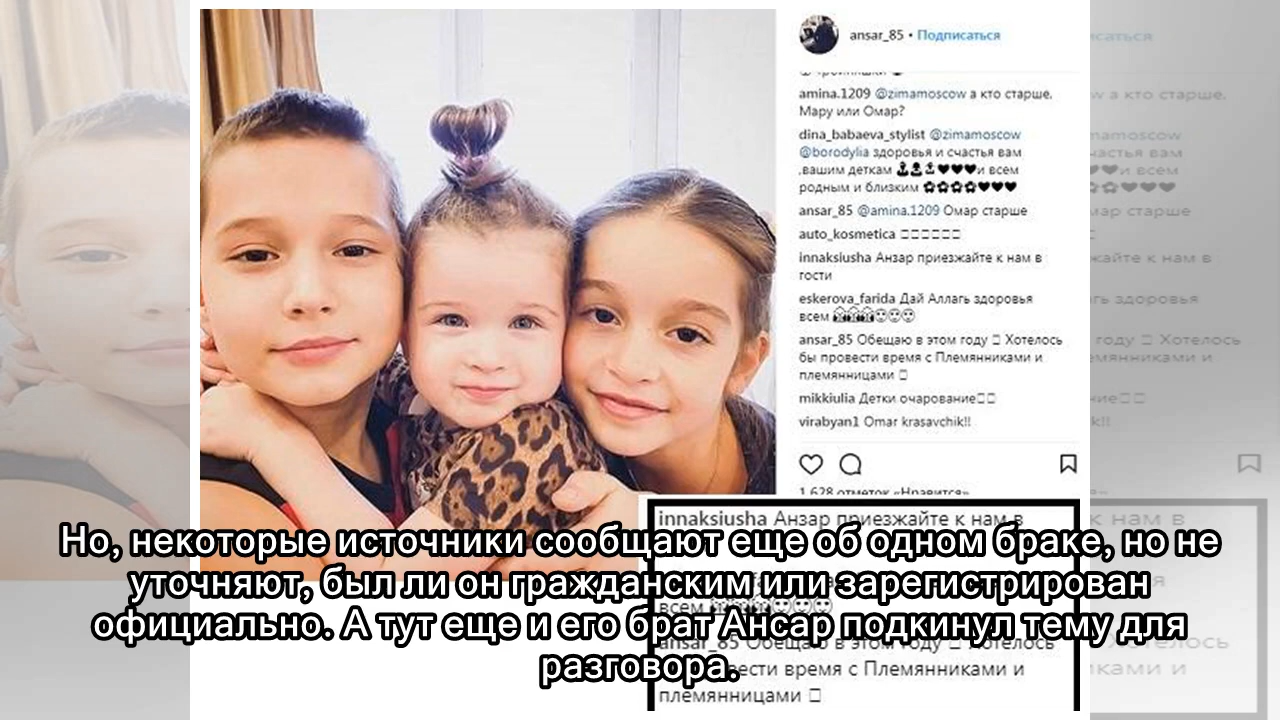 ansar_85 • Подписаться
amina.1209 @zimamoscow а кто старше,
Мару или Омар?
dina_babaeva_stylist @zimamoscow
@borodylia здоровья и счастья вам
,вашим деткам и всем
родным и близким
ansar_85 @amina.1209 Омар старше
auto_kosmetica
innaksiusha Анзар приезжайте к нам в
гости
eskerova_farida Дай Аллагь здоровья
всем
ansar_85 Обещаю в этом году Хотелось
бы провести время с Племянниками и
племянницами
mikkiulia Детки очарование
virabyan1 Omar krasavchik!!
1 628 отметок «Нравится»
innaksiusha Анзар приезжайте к нам в
Но, некоторые источники сообщают еще об одном браке, но не
уточняют, был ли он гражданским или зарегистрирован
всем
официально. А тут еще и его брат Ансар подкинул тему для
ansar_85 Обещаю в этом году Хотелось
разговора.
вести время с Племянниками и
племянницами